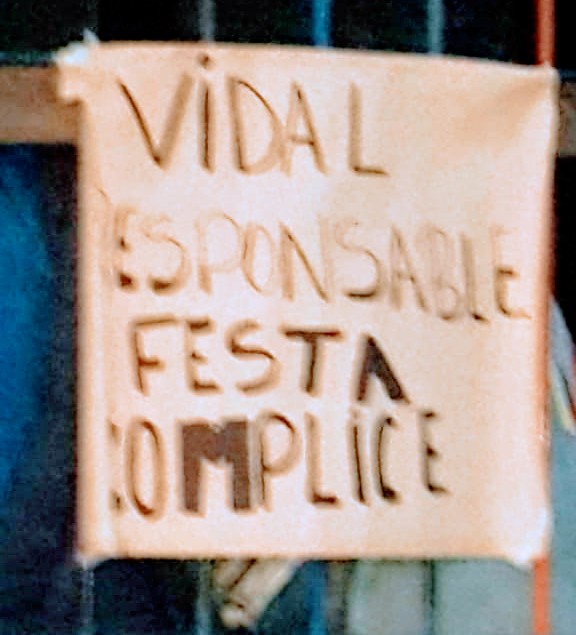 ViDAL
RESPONSABLE
FESTA
COMPLiCE